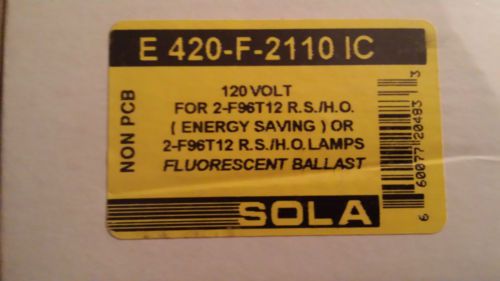 E 420-F-2110 IC
NON PCB
120 VOLT
FOR 2-F96T12 R.S./H.O.
( ENERGY SAVING ) OR
2-F96T12 R.S./H.O. LAMPS
FLUORESCENT BALLAST
SOLA
6 60077 20483 3